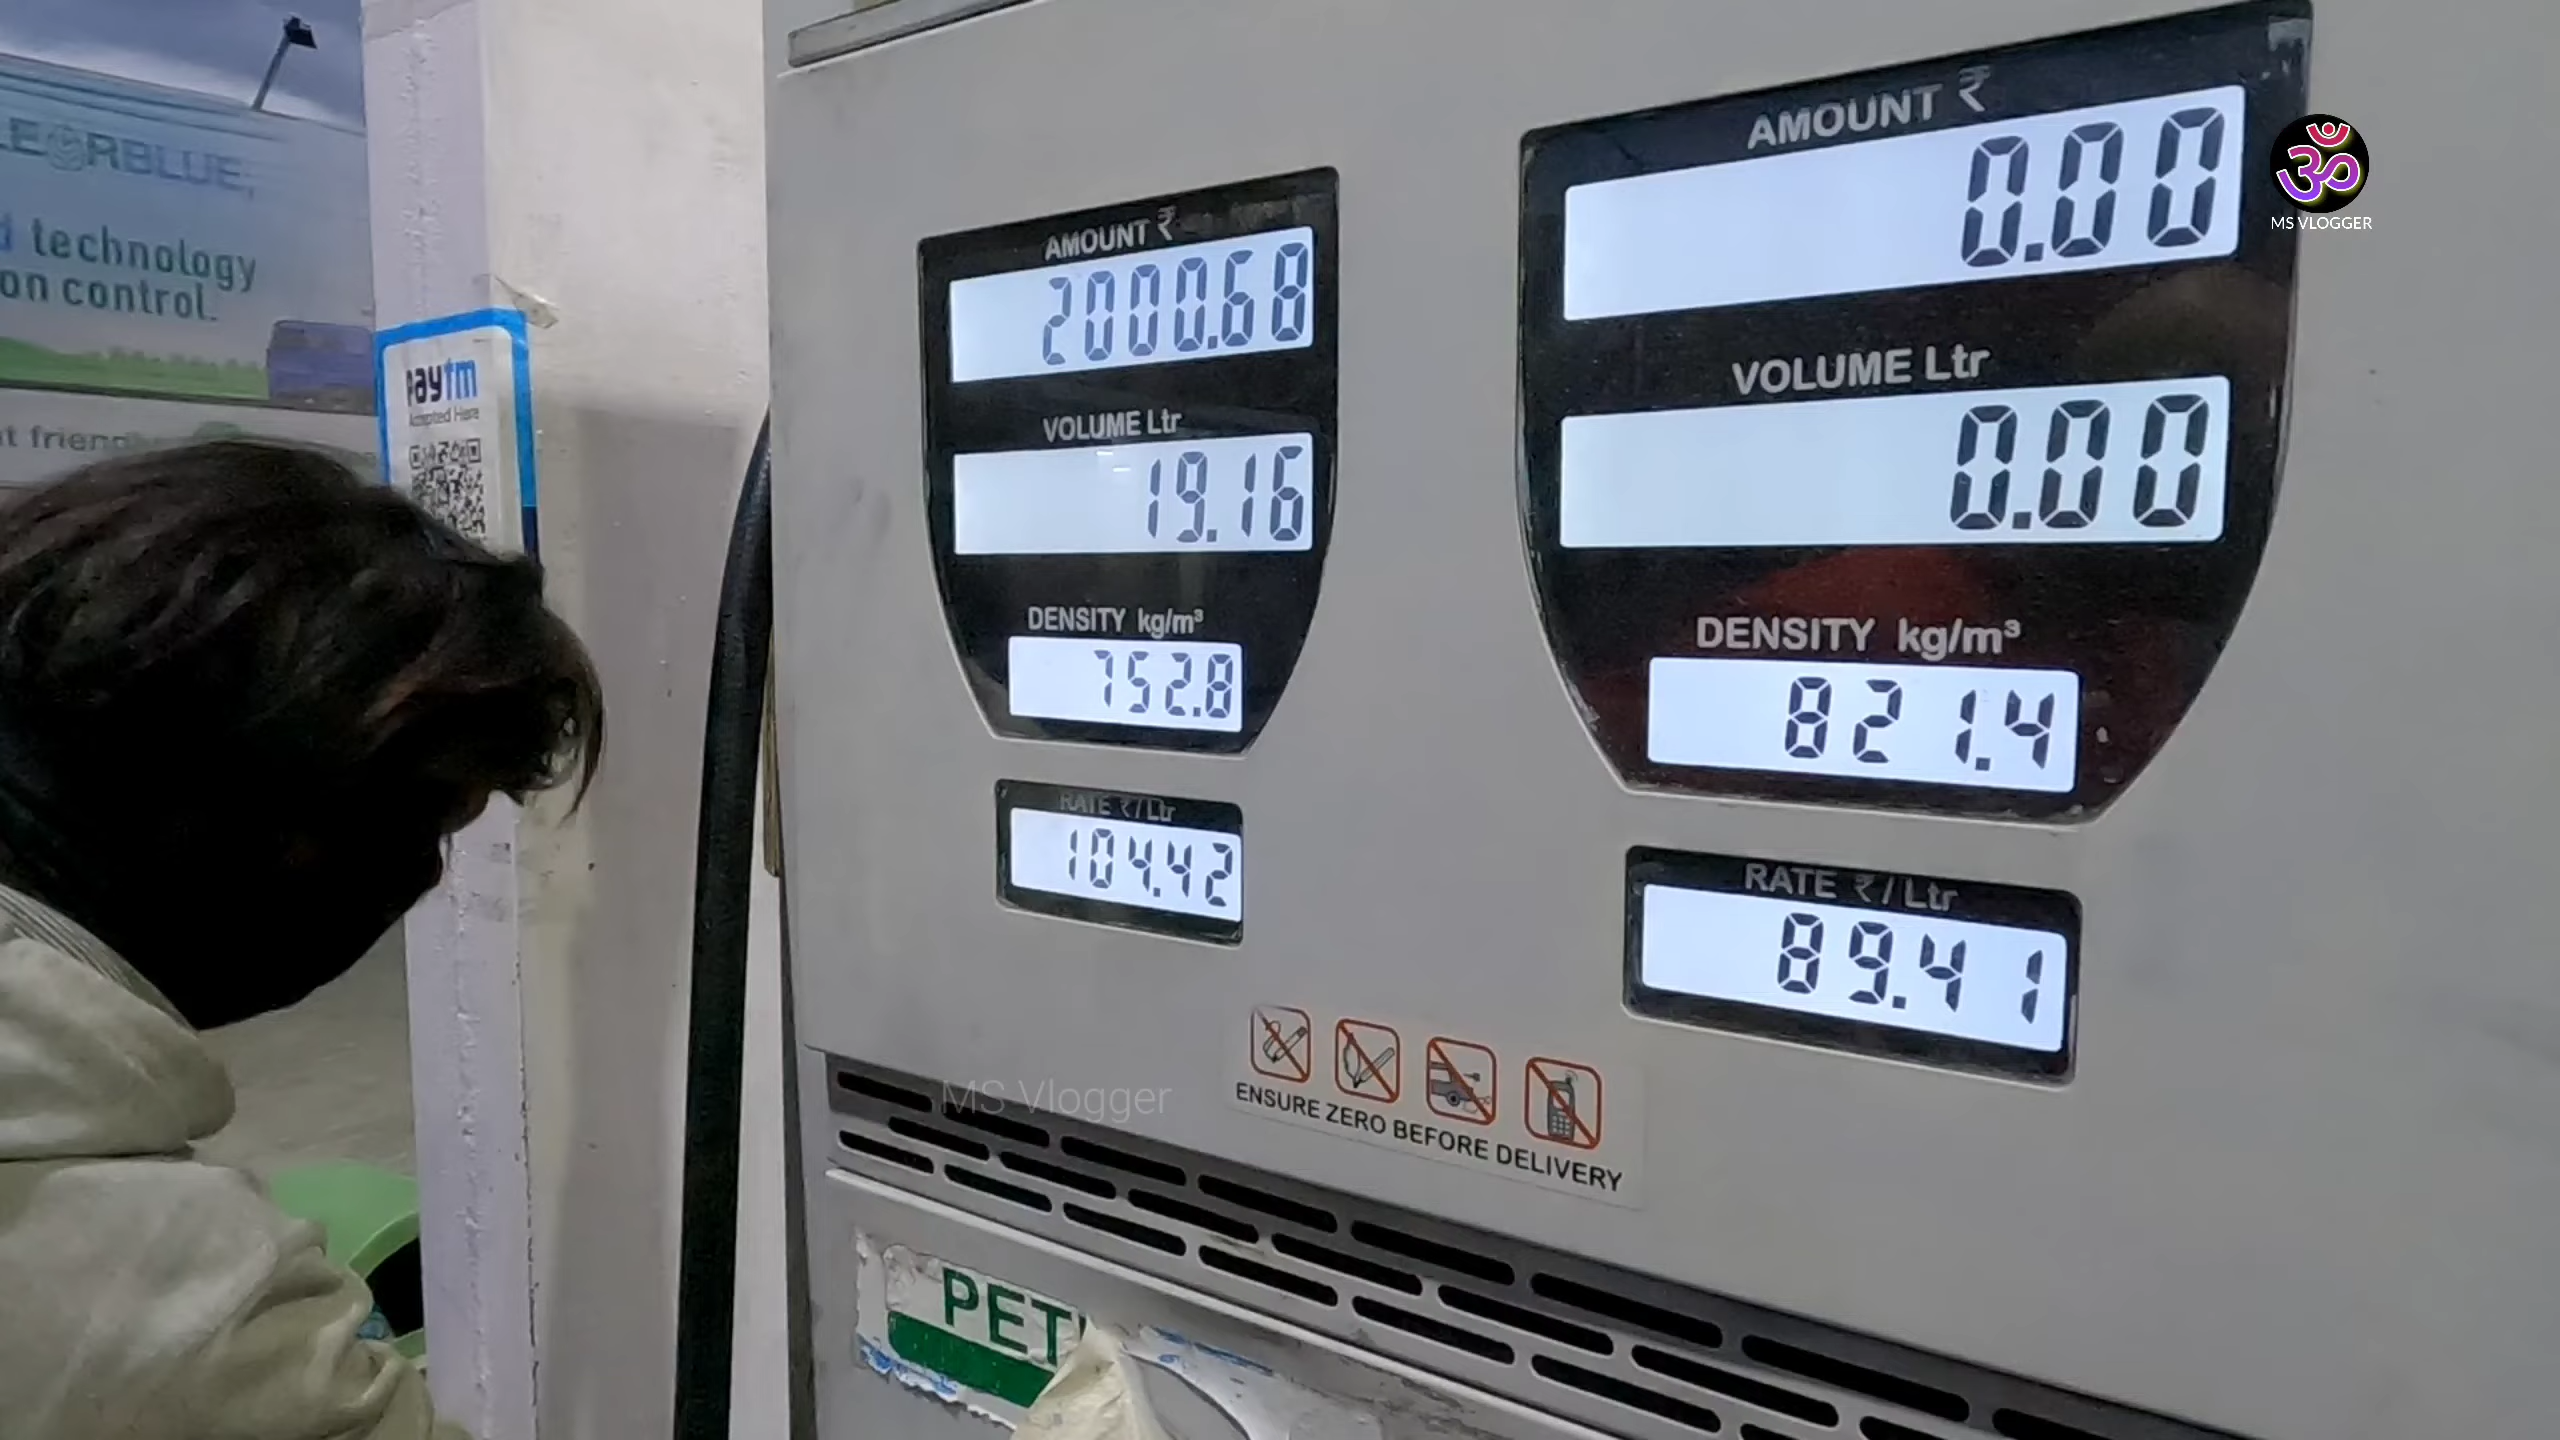 technology
on control.
paytm
Accepted Here
AMOUNT ₹
2000.68
VOLUME Ltr
19.16
DENSITY kg/m³
752.8
RATE ₹/Ltr
104.42
AMOUNT ₹
0.00
VOLUME Ltr
0.00
DENSITY kg/m³
821.4
RATE ₹/Ltr
89.41
ॐ
MS VLOGGER
ENSURE ZERO BEFORE DELIVERY
MS Vlogger
PET